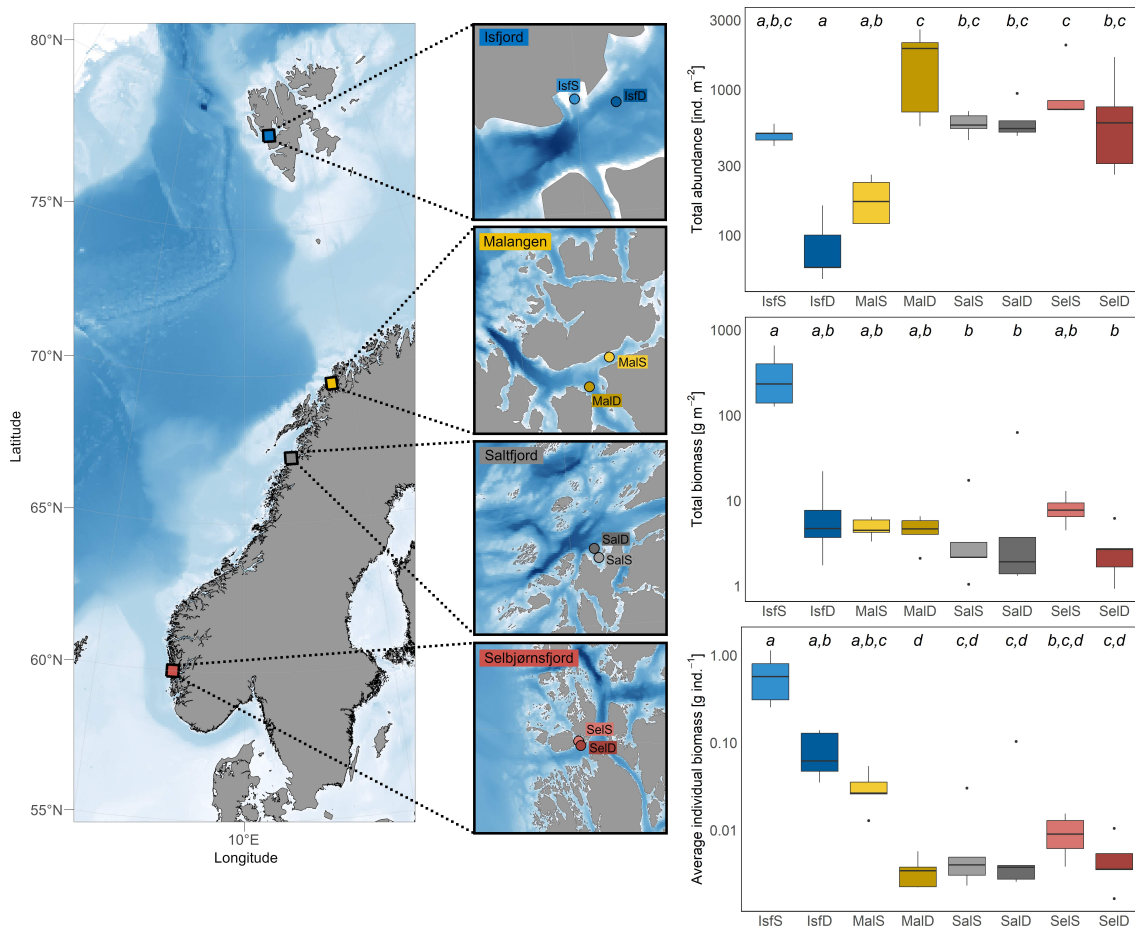 80°N
75°N
70°N
65°N
60°N
55°N
Latitude
10°E
Longitude
Isfjord
IsfS
IsfD
Malangen
MalS
MalD
Saltfjord
SalD
SalS
Selbjørnsfjord
SelS
SelD
Total abundance [ind. m⁻²]
3000
1000
300
100
a,b,c a a,b c b,c b,c c b,c
IsfS IsfD MalS MalD SalS SalD SelS SelD
Total biomass [g m⁻²]
1000
100
10
1
a a,b a,b a,b b b a,b b
IsfS IsfD MalS MalD SalS SalD SelS SelD
Average individual biomass [g ind.⁻¹]
1.00
0.10
0.01
a a,b a,b,c d c,d c,d b,c,d c,d
IsfS IsfD MalS MalD SalS SalD SelS SelD